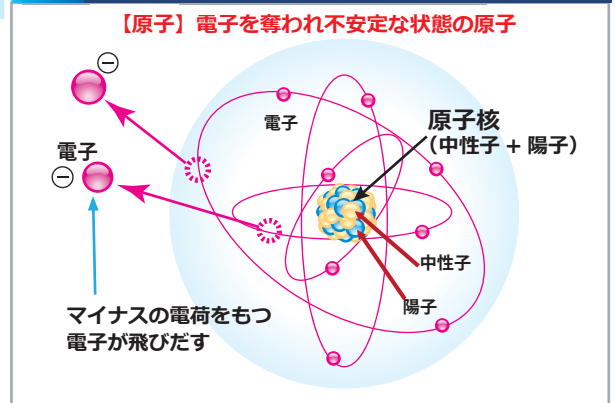 【原子】電子を奪われ不安定な状態の原子
電子
原子核
（中性子 + 陽子）
電子
中性子
陽子
マイナスの電荷をもつ
電子が飛びだす